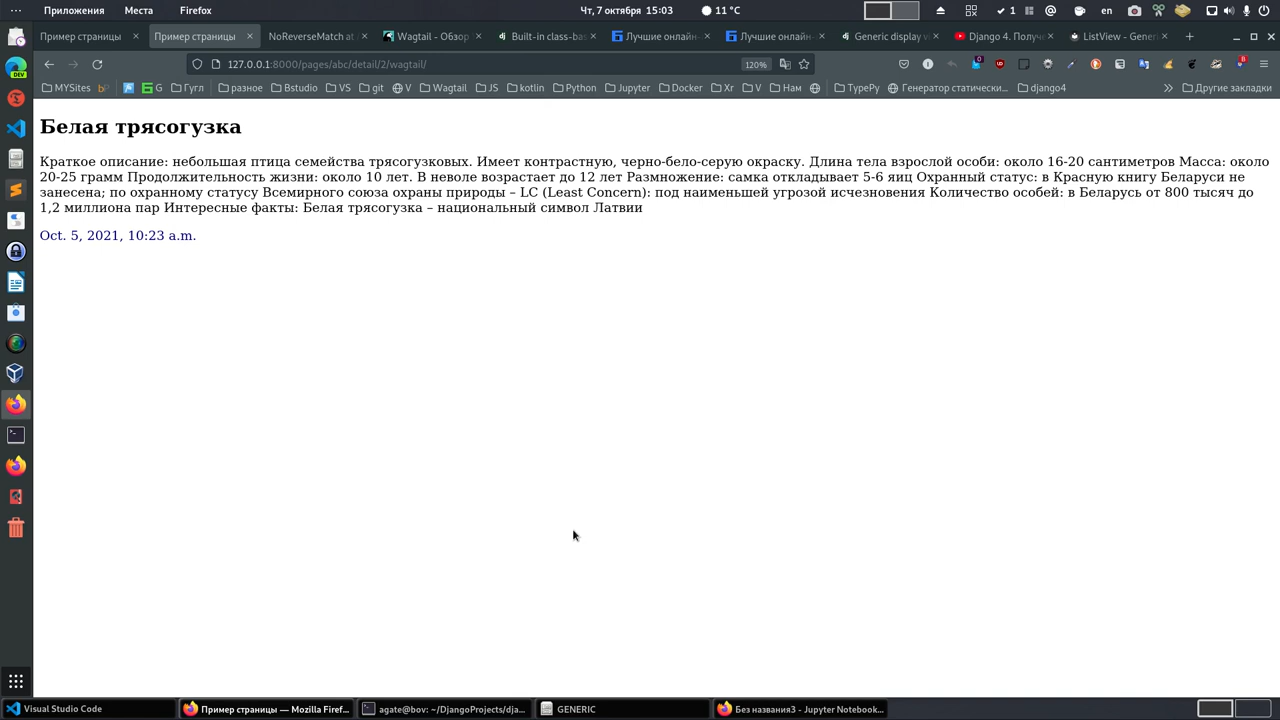 Приложения Места Firefox Чт, 7 октября 15:03 11 °C 1 en
Пример страницы Пример страницы NoReverseMatch at Wagtail - Обзор Built-in class-bas Лучшие онлайн- Лучшие онлайн- Generic display v Django 4. Получ ListView - Generi
127.0.0.1:8000/pages/abc/detail/2/wagtail/ 120%
MYSites G Гугл разное Bstudio VS git V Wagtail JS kotlin Python Jupyter Docker Xr V Нам TypePy Генератор статически... django4 Другие закладки
Белая трясогузка
Краткое описание: небольшая птица семейства трясогузковых. Имеет контрастную, черно-бело-серую окраску. Длина тела взрослой особи: около 16-20 сантиметров Масса: около
20-25 грамм Продолжительность жизни: около 10 лет. В неволе возрастает до 12 лет Размножение: самка откладывает 5-6 яиц Охранный статус: в Красную книгу Беларуси не
занесена; по охранному статусу Всемирного союза охраны природы – LC (Least Concern): под наименьшей угрозой исчезновения Количество особей: в Беларусь от 800 тысяч до
1,2 миллиона пар Интересные факты: Белая трясогузка – национальный символ Латвии
Oct. 5, 2021, 10:23 a.m.
Visual Studio Code Пример страницы — Mozilla Firef... agate@bov: ~/DjangoProjects/dja... GENERIC Без названия3 - Jupyter Notebook...